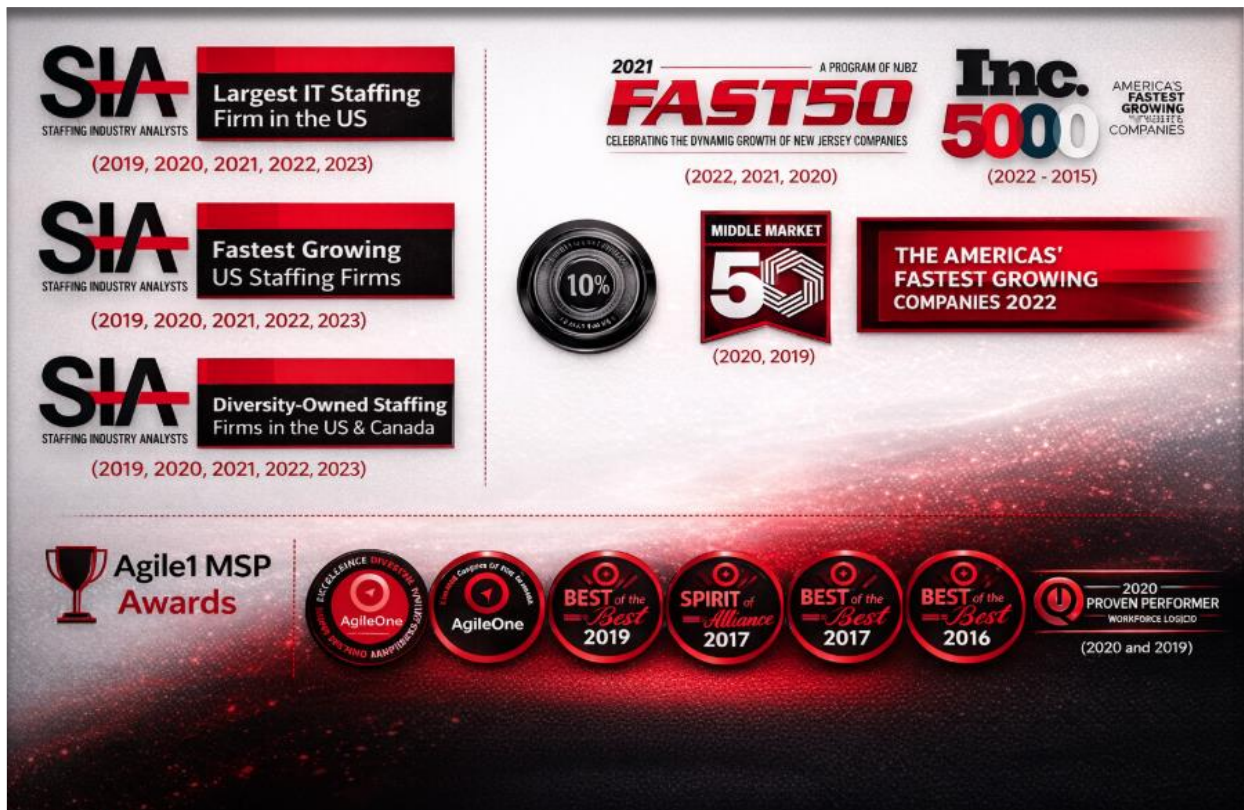 SIA
STAFFING INDUSTRY ANALYSTS
Largest IT Staffing
Firm in the US
(2019, 2020, 2021, 2022, 2023)
SIA
STAFFING INDUSTRY ANALYSTS
Fastest Growing
US Staffing Firms
(2019, 2020, 2021, 2022, 2023)
SIA
STAFFING INDUSTRY ANALYSTS
Diversity-Owned Staffing
Firms in the US & Canada
(2019, 2020, 2021, 2022, 2023)
2021
A PROGRAM OF NJBZ
FAST50
CELEBRATING THE DYNAMIG GROWTH OF NEW JERSEY COMPANIES
(2022, 2021, 2020)
Inc.
5000
AMERICA'S
FASTEST
GROWING
COMPANIES
(2022 - 2015)
10%
MIDDLE MARKET
50
(2020, 2019)
THE AMERICAS'
FASTEST GROWING
COMPANIES 2022
Agile1 MSP
Awards
AgileOne
AgileOne
BEST of the
Best
2019
SPIRIT of
Alliance
2017
BEST of the
Best
2017
BEST of the
Best
2016
2020
PROVEN PERFORMER
WORKFORCE LOGICIO
(2020 and 2019)